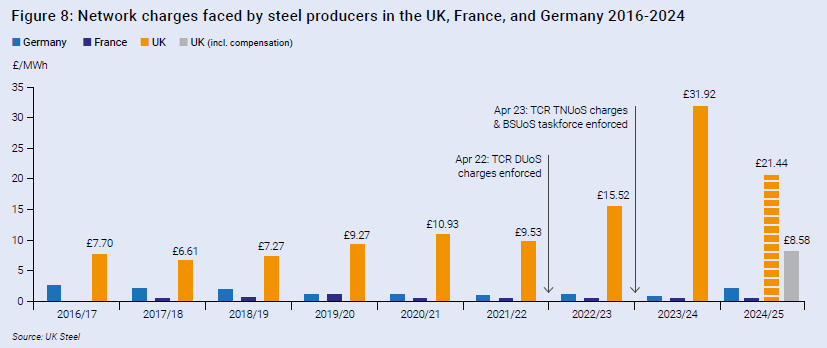 Figure 8: Network charges faced by steel producers in the UK, France, and Germany 2016-2024
Germany France UK UK (incl. compensation)
£/MWh
35
30
25
20
15
10
5
0
£7.70
£6.61
£7.27
£9.27
£10.93
£9.53
£15.52
£31.92
£21.44
£8.58
Apr 22: TCR DUoS
charges enforced
Apr 23: TCR TNUoS charges
& BSUoS taskforce enforced
2016/17 2017/18 2018/19 2019/20 2020/21 2021/22 2022/23 2023/24 2024/25
Source: UK Steel